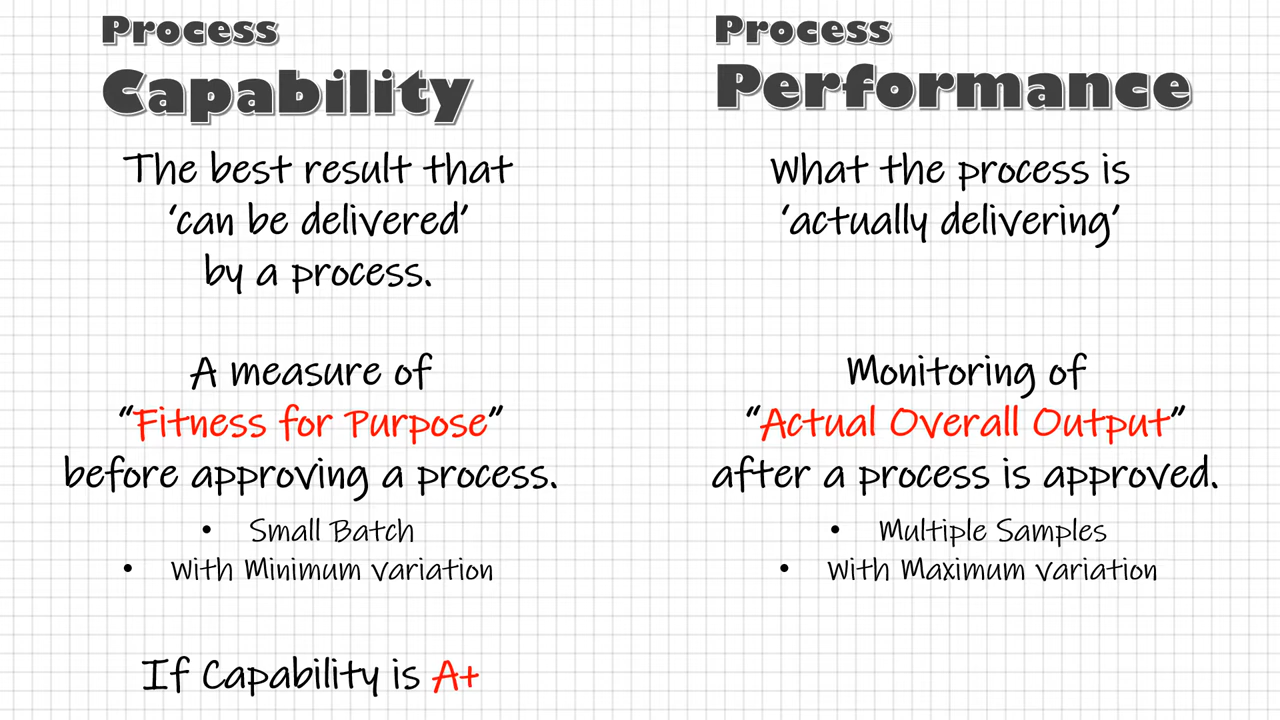 Process
Capability
The best result that
‘can be delivered’
by a process.
A measure of
“Fitness for Purpose”
before approving a process.
• Small Batch
• With Minimum variation
If Capability is A+
Process
Performance
What the process is
‘actually delivering’
Monitoring of
“Actual Overall Output”
after a process is approved.
• Multiple Samples
• With Maximum variation